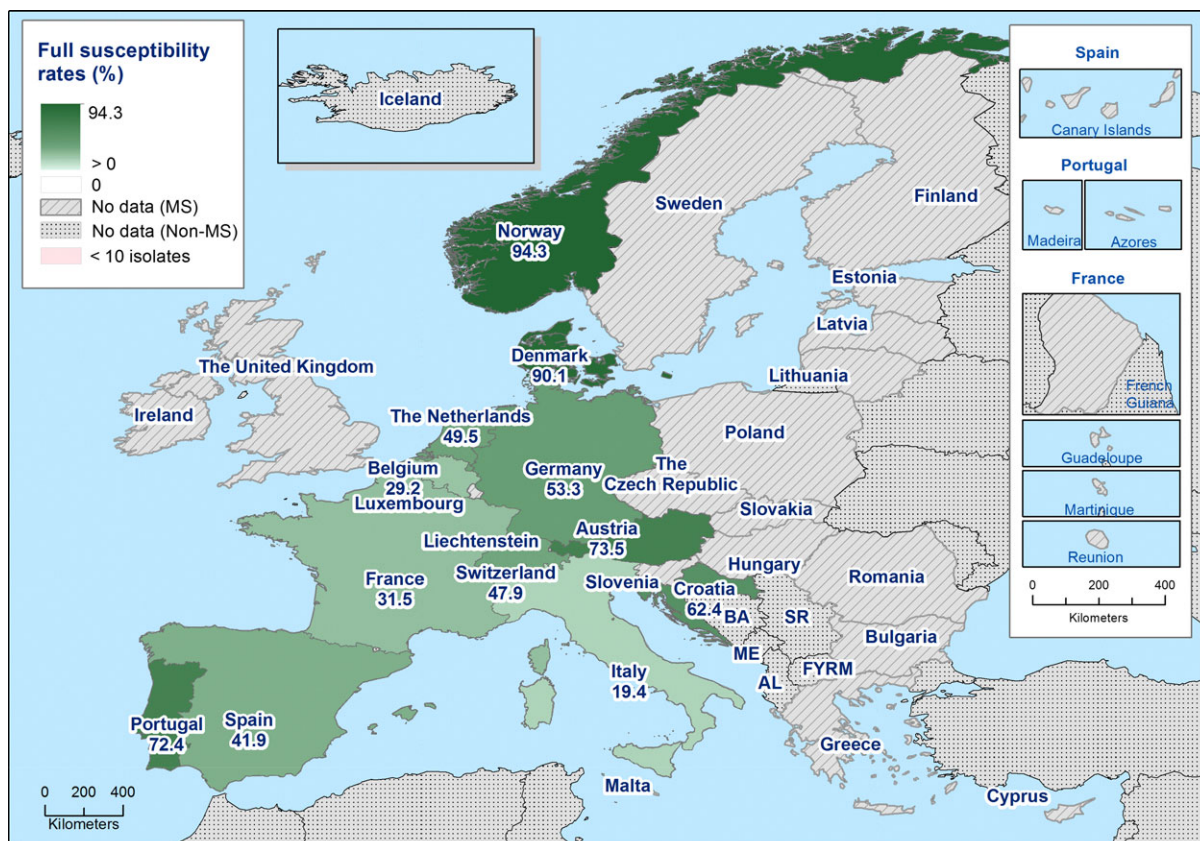 Full susceptibility
rates (%)
94.3
> 0
0
No data (MS)
No data (Non-MS)
< 10 isolates
Iceland
Spain
Canary Islands
Portugal
Madeira
Azores
France
French
Guiana
Guadeloupe
Martinique
Reunion
0 200 400
Kilometers
Norway
94.3
Sweden
Finland
Estonia
Latvia
Lithuania
Denmark
90.1
The United Kingdom
Ireland
The Netherlands
49.5
Belgium
29.2
Luxembourg
Germany
53.3
Poland
The
Czech Republic
Slovakia
Austria
73.5
Liechtenstein
Switzerland
47.9
France
31.5
Slovenia
Hungary
Croatia
62.4
Romania
BA
SR
Bulgaria
ME
AL
FYRM
Italy
19.4
Portugal
72.4
Spain
41.9
Greece
Malta
Cyprus
0 200 400
Kilometers